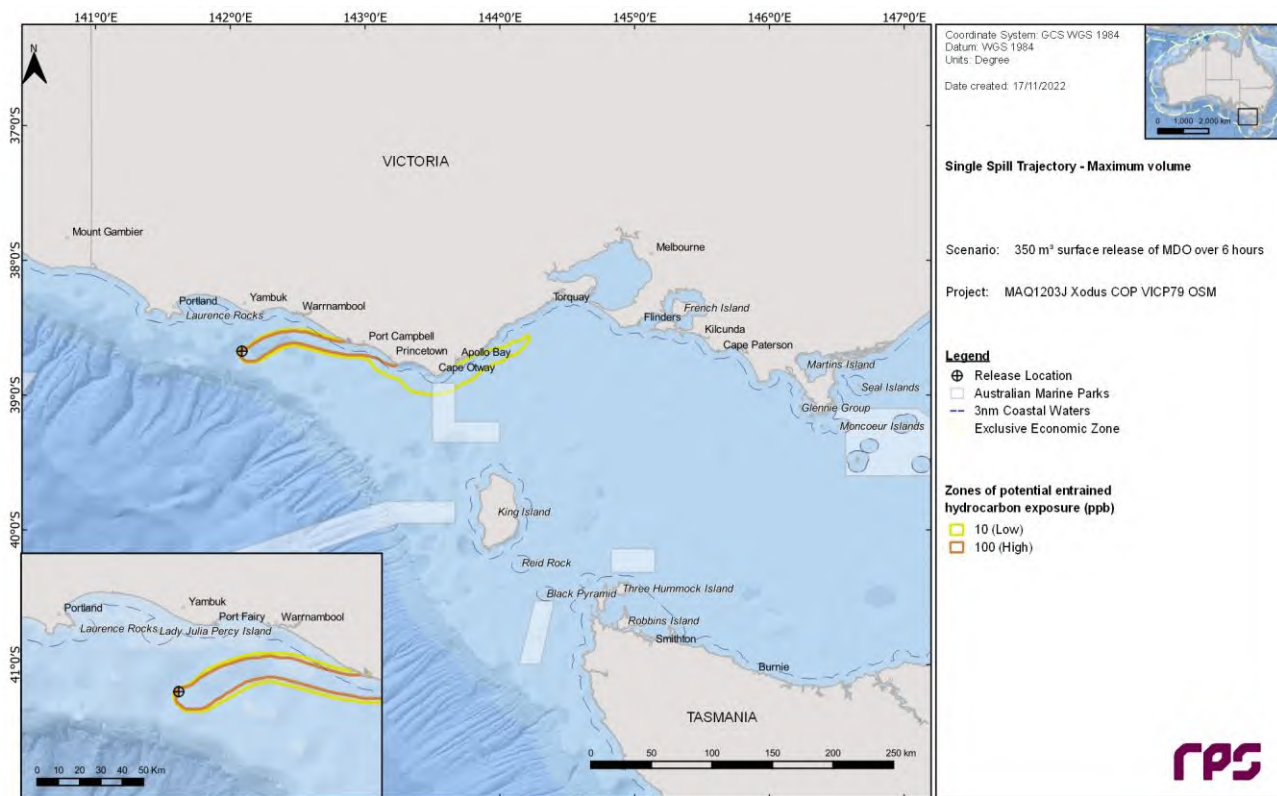 141°0'E
142°0'E
143°0'E
144°0'E
145°0'E
146°0'E
147°0'E
N
37°0'S
38°0'S
39°0'S
40°0'S
41°0'S
VICTORIA
Mount Gambier
Melbourne
Portland
Yambuk
Laurence Rocks
Warrnambool
Torquay
French Island
Flinders
Kilcunda
Port Campbell
Princetown
Apollo Bay
Cape Otway
Cape Paterson
Martins Island
Seal Islands
Glennie Group
Moncoeur Islands
King Island
Reid Rock
Black Pyramid
Three Hummock Island
Robbins Island
Smithton
Burnie
TASMANIA
0 50 100 150 200 250 km
Portland
Yambuk
Port Fairy
Warrnambool
Laurence Rocks
Lady Julia Percy Island
0 10 20 30 40 50 Km
Coordinate System: GCS WGS 1984
Datum: WGS 1984
Units: Degree
Date created: 17/11/2022
0 1,000 2,000 km
Single Spill Trajectory - Maximum volume
Scenario: 350 m³ surface release of MDO over 6 hours
Project: MAQ1203J Xodus COP VICP79 OSM
Legend
Release Location
Australian Marine Parks
3nm Coastal Waters
Exclusive Economic Zone
Zones of potential entrained
hydrocarbon exposure (ppb)
10 (Low)
100 (High)
rps